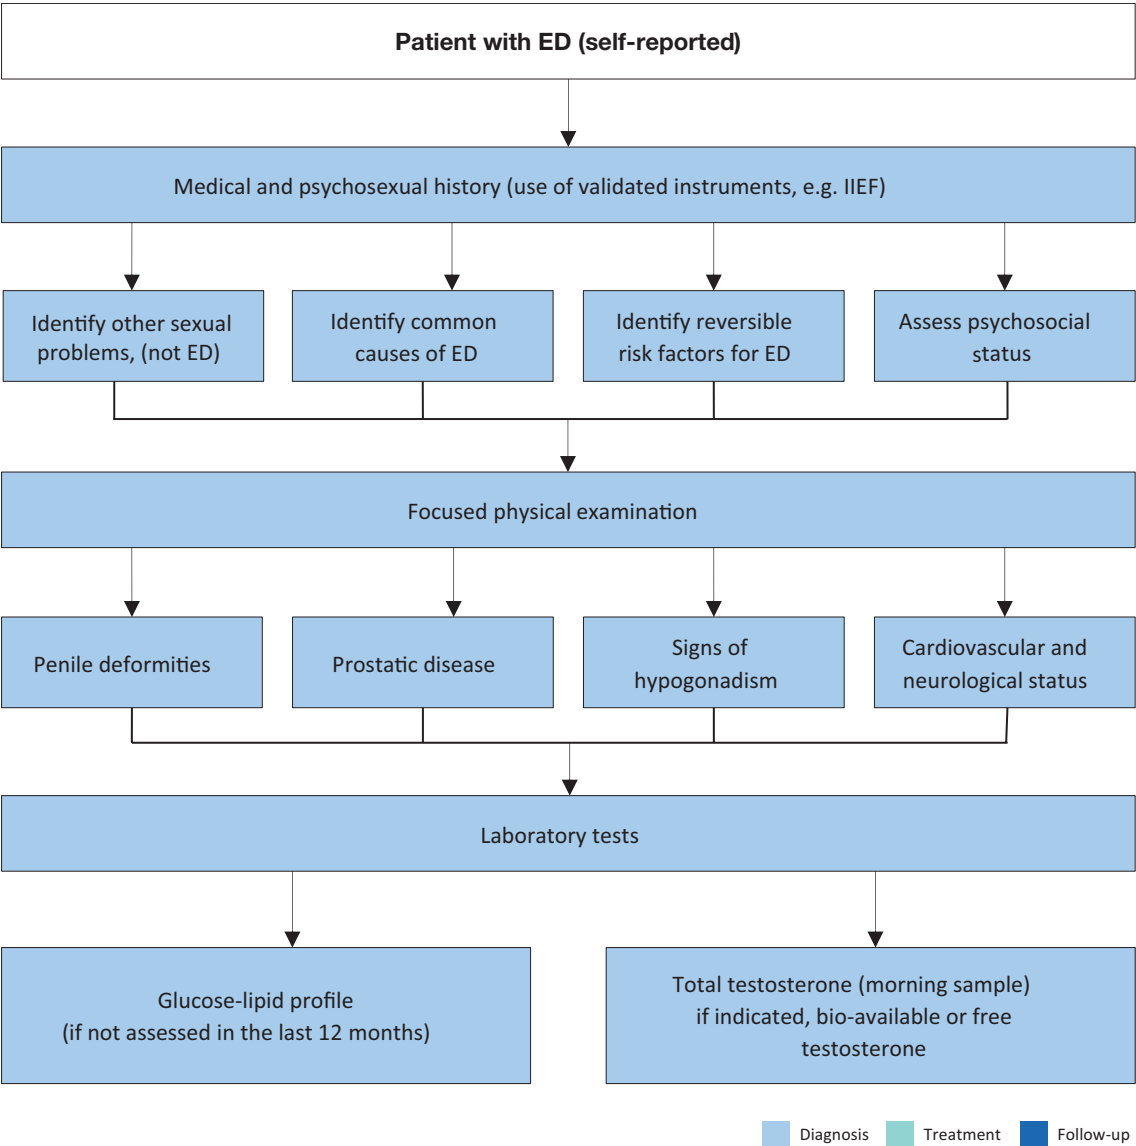 Patient with ED (self-reported)
Medical and psychosexual history (use of validated instruments, e.g. IIEF)
Identify other sexual
problems, (not ED)
Identify common
causes of ED
Identify reversible
risk factors for ED
Assess psychosocial
status
Focused physical examination
Penile deformities
Prostatic disease
Signs of
hypogonadism
Cardiovascular and
neurological status
Laboratory tests
Glucose-lipid profile
(if not assessed in the last 12 months)
Total testosterone (morning sample)
if indicated, bio-available or free
testosterone
Diagnosis
Treatment
Follow-up